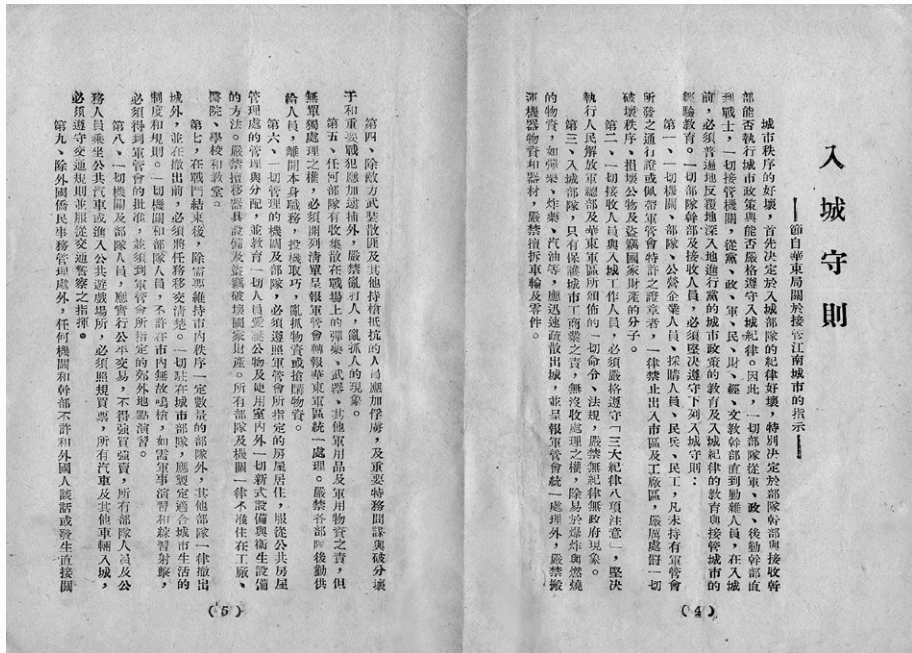 入城守則
——節自華東局關於接管江南城市的指示——
城市秩序的好壞，首先決定於入城部隊的紀律好壞，特別決定於部隊幹部與接收幹
部能否執行城市政策與能否嚴格遵守入城紀律。因此，一切部隊從軍、政、後勤幹部直
到戰士，一切接管機關，從黨、政、軍、民、財、經、文教幹部直到勤雜人員，在入城
前，必須普遍地反覆地深入地進行黨的城市政策的教育及入城紀律的教育與接管城市的
經驗教育。一切部隊幹部及接收人員，必須堅決遵守下列入城守則：
第一、一切機關、部隊、公營企業人員、採購人員、民兵、民工，凡未持有軍管會
所發之通行證或佩帶軍管會特許之證章者，一律禁止出入市區及工廠區，嚴厲處罰一切
破壞秩序、損壞公物及盜竊國家財產的分子。
第二、一切接收人員與入城工作人員，必須嚴格遵守「三大紀律八項注意」，堅決
執行人民解放軍總部及華東軍區所頒佈的一切命令、法規，嚴禁無紀律無政府現象。
第三、入城部隊，只有保護城市工商業之責，無沒收處理之權，除易於爆炸與燃燒
的物資，如彈藥、炸藥、汽油等，應迅速疏散出城，並呈報軍管會統一處理外，嚴禁搬
運機器物資和器材，嚴禁擅拆車輪及零件。
（4）
第四、除敵方武裝散匪及其他持槍抵抗的人員應加俘虜，及重要特務間諜與破分壞
于和重要戰犯應加逮捕外，嚴禁亂打人，亂抓人的現象。
第五、任何部隊有收集散在戰場上的彈藥、武器、其他軍用品及軍用物資之責，但
無單獨處理之權，必須開列清單呈報軍管會轉報華東軍區統一處理。嚴禁各部隊後勤供
給人員，離開本身職務，投機取巧，亂抓物資或搶購物資。
第六、一切管理的機關及部隊，必須遵照軍管會所指定的房屋居住，服從公共房屋
管理處的管理與分配，並教育一切人員愛護公物及使用室內外一切新式設備與衛生設備
的方法。嚴禁擅移器具設備及盜竊破壞國家財產。所有部隊及機關一律不准住在工廠、
醫院、學校和教堂。
第七、在戰鬥結束後，除需要維持市內秩序一定數量的部隊外，其他部隊一律撤出
城外，並在撤出前，必須將任務移交清楚。一切駐在城市部隊，應製定適合城市生活的
制度和規則。一切機關和部隊人員，不許在市內無故鳴槍，如需軍事演習和練習射擊，
必須得到軍管會的批准，並須到軍管會所指定的郊外地點演習。
第八、一切機關及部隊人員，應實行公平交易，不得強買強賣，所有部隊人員及公
務人員乘坐公共汽車或進入公共遊戲場所，必須照規買票，所有汽車及其他車輛入城，
必須遵守交通規則並服從交通警察之指揮。
第九、除外國僑民事務管理處外，任何機關和幹部不許和外國人談話或發生直接關
（5）